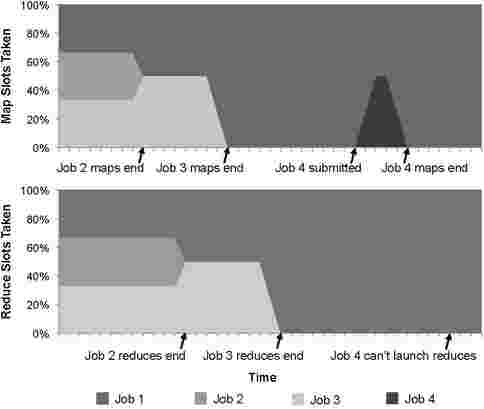 100%
80%
60%
40%
20%
0%
Map Slots Taken
Job 2 maps end
Job 3 maps end
Job 4 submitted
Job 4 maps end
100%
80%
60%
40%
20%
0%
Reduce Slots Taken
Job 2 reduces end
Job 3 reduces end
Job 4 can't launch reduces
Time
Job 1
Job 2
Job 3
Job 4